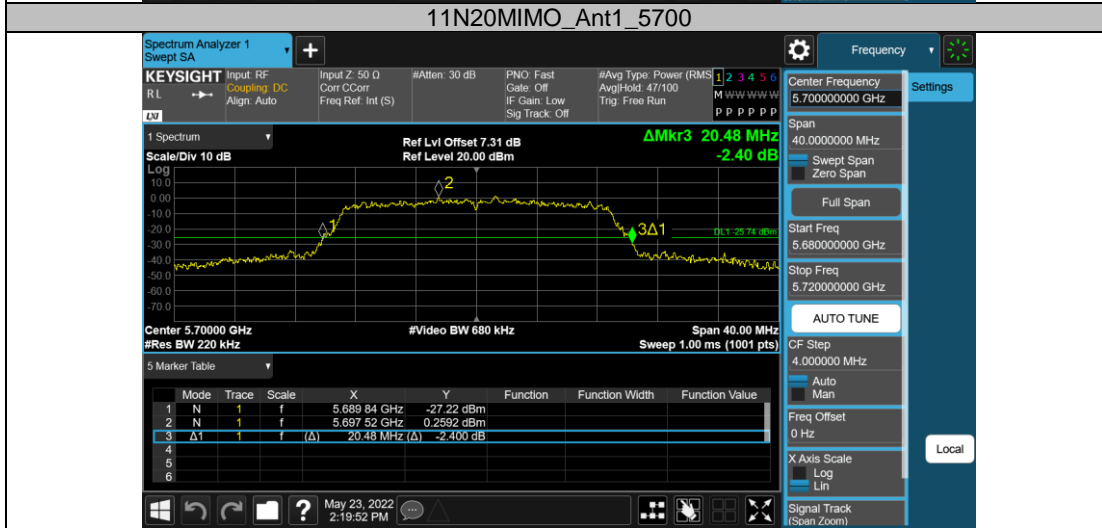 11N20MIMO_Ant1_5700
Spectrum Analyzer 1
Swept SA
Frequency
KEYSIGHT
RL
LXI
Input: RF
Coupling: DC
Align: Auto
Input Z: 50 Ω
Corr CCorr
Freq Ref: Int (S)
#Atten: 30 dB
PNO: Fast
Gate: Off
IF Gain: Low
Sig Track: Off
#Avg Type: Power (RMS
Avg|Hold: 47/100
Trig: Free Run
1 2 3 4 5 6
M W W W W W
P P P P P P
1 Spectrum
Scale/Div 10 dB
Ref Lvl Offset 7.31 dB
Ref Level 20.00 dBm
ΔMkr3 20.48 MHz
-2.40 dB
Log
10.0
0.00
-10.0
-20.0
-30.0
-40.0
-50.0
-60.0
-70.0
1
2
3Δ1
DL1 -25.74 dBm
Center 5.70000 GHz
#Video BW 680 kHz
Span 40.00 MHz
#Res BW 220 kHz
Sweep 1.00 ms (1001 pts)
5 Marker Table
Mode Trace Scale X Y Function Function Width Function Value
1 N 1 f 5.689 84 GHz -27.22 dBm
2 N 1 f 5.697 52 GHz 0.2592 dBm
3 Δ1 1 f (Δ) 20.48 MHz (Δ) -2.400 dB
4
5
6
May 23, 2022
2:19:52 PM
Center Frequency
5.700000000 GHz
Settings
Span
40.0000000 MHz
Swept Span
Zero Span
Full Span
Start Freq
5.680000000 GHz
Stop Freq
5.720000000 GHz
AUTO TUNE
CF Step
4.000000 MHz
Auto
Man
Freq Offset
0 Hz
X Axis Scale
Log
Lin
Local
Signal Track
(Span Zoom)